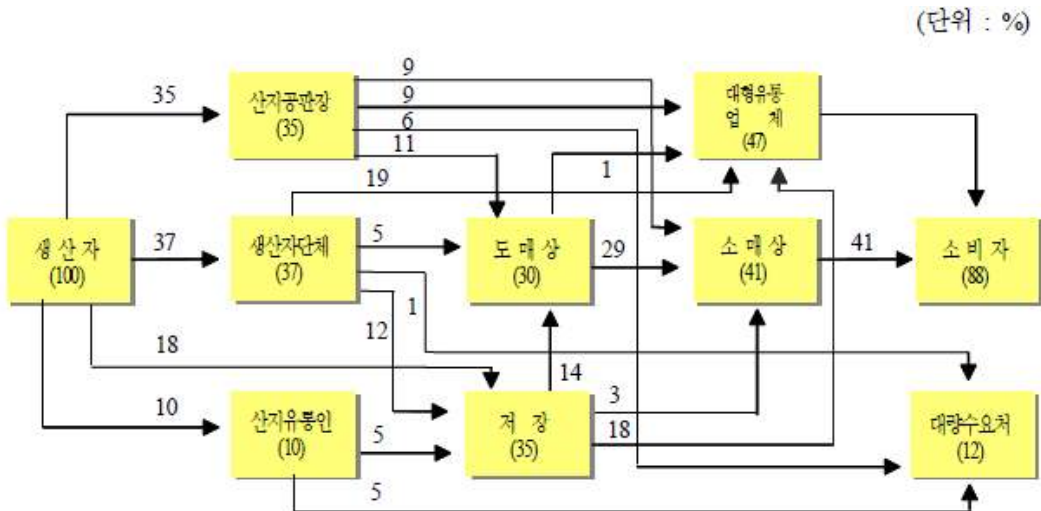 (단위 : %)
35
산지공판장
(35)
9
9
6
11
대형유통
업 체
(47)
1
19
생 산 자
(100)
37
생산자단체
(37)
5
도 매 상
(30)
29
소 매 상
(41)
41
소 비 자
(88)
1
12
18
14
10
산지유통인
(10)
5
저 장
(35)
3
18
대량수요처
(12)
5